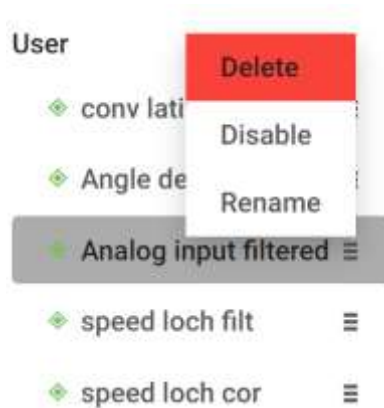 User
Delete
conv lati
Disable
Angle de
Rename
Analog input filtered
speed loch filt
speed loch cor